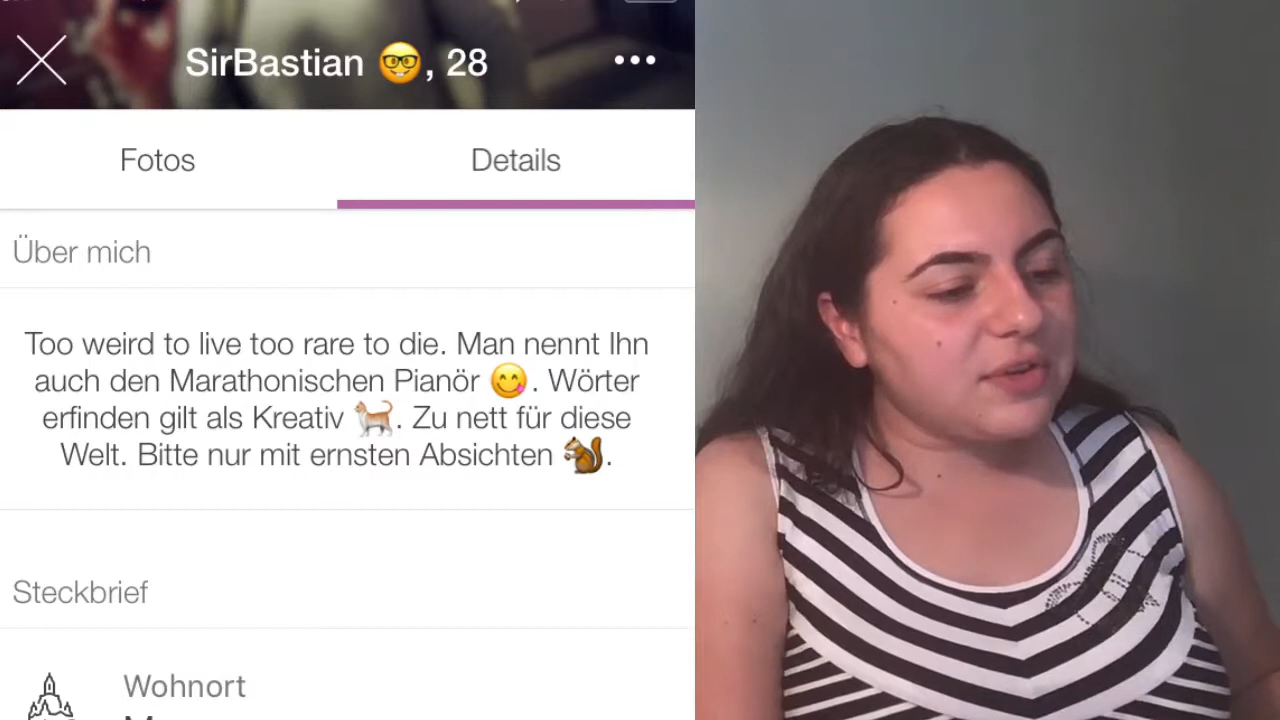 SirBastian 🤓, 28
Fotos
Details
Über mich
Too weird to live too rare to die. Man nennt Ihn
auch den Marathonischen Pianör 😋. Wörter
erfinden gilt als Kreativ 🐈. Zu nett für diese
Welt. Bitte nur mit ernsten Absichten 🐿.
Steckbrief
Wohnort